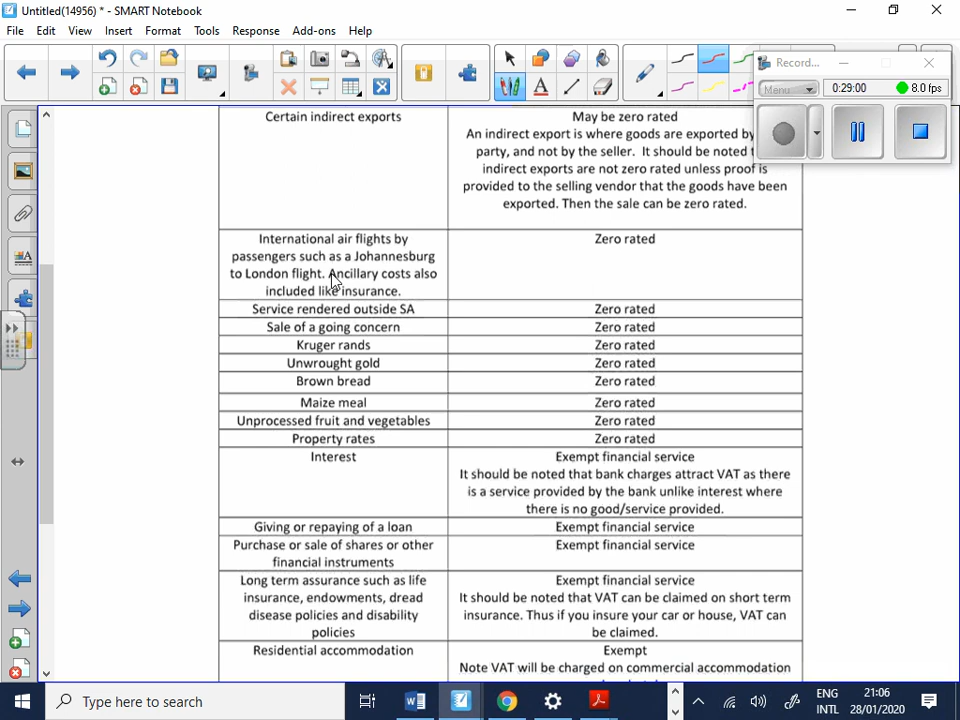 Untitled(14956) * - SMART Notebook
File Edit View Insert Format Tools Response Add-ons Help
Record...
Menu 0:29:00 8.0 fps
Certain indirect exports
May be zero rated
An indirect export is where goods are exported by
party, and not by the seller. It should be noted
indirect exports are not zero rated unless proof is
provided to the selling vendor that the goods have been
exported. Then the sale can be zero rated.
International air flights by
passengers such as a Johannesburg
to London flight. Ancillary costs also
included like insurance.
Zero rated
Service rendered outside SA Zero rated
Sale of a going concern Zero rated
Kruger rands Zero rated
Unwrought gold Zero rated
Brown bread Zero rated
Maize meal Zero rated
Unprocessed fruit and vegetables Zero rated
Property rates Zero rated
Interest
Exempt financial service
It should be noted that bank charges attract VAT as there
is a service provided by the bank unlike interest where
there is no good/service provided.
Giving or repaying of a loan Exempt financial service
Purchase or sale of shares or other
financial instruments
Exempt financial service
Long term assurance such as life
insurance, endowments, dread
disease policies and disability
policies
Exempt financial service
It should be noted that VAT can be claimed on short term
insurance. Thus if you insure your car or house, VAT can
be claimed.
Residential accommodation
Exempt
Note VAT will be charged on commercial accommodation
Type here to search
ENG
INTL
21:06
28/01/2020